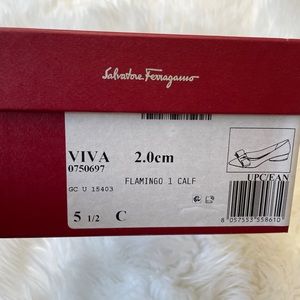 Salvatore Ferragamo
VIVA 2.0cm
0750697
FLAMINGO 1 CALF
GC U 15403
UPC/EAN
5 1/2 C
8 057553 558610